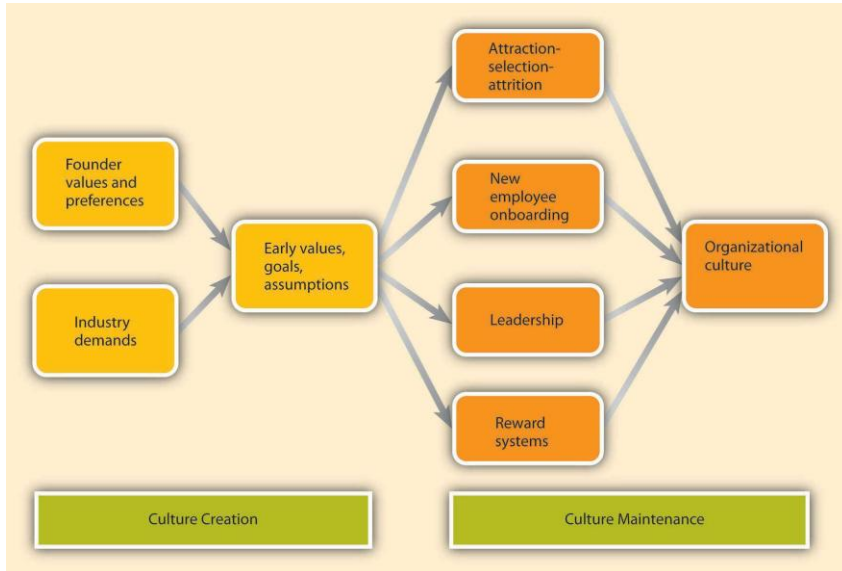 Founder
values and
preferences
Industry
demands
Early values,
goals,
assumptions
Attraction-
selection-
attrition
New
employee
onboarding
Leadership
Reward
systems
Organizational
culture
Culture Creation
Culture Maintenance